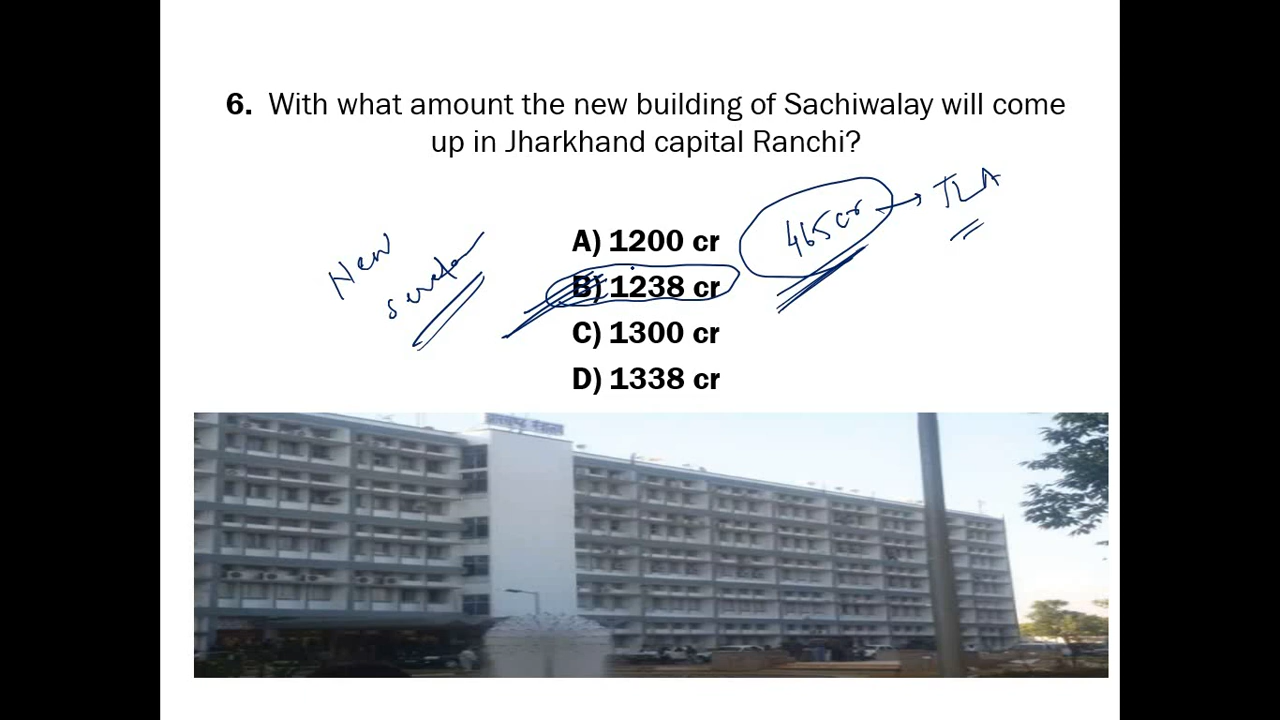 6. With what amount the new building of Sachiwalay will come
up in Jharkhand capital Ranchi?
465 cr → JLA
New
A) 1200 cr
B) 1238 cr
C) 1300 cr
D) 1338 cr